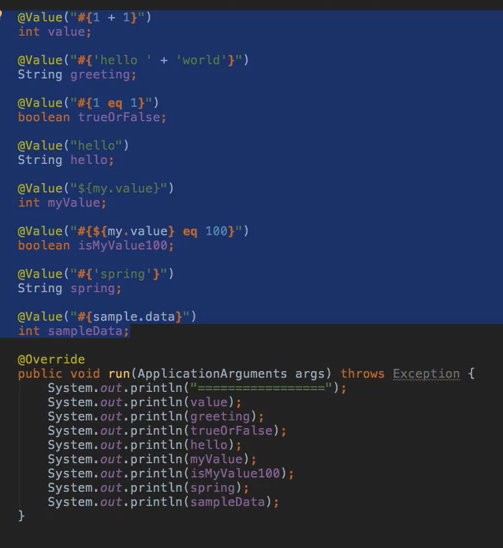 @Value("#{1 + 1}")
int value;
@Value("#{'hello ' + 'world'}")
String greeting;
@Value("#{1 eq 1}")
boolean trueOrFalse;
@Value("hello")
String hello;
@Value("${my.value}")
int myValue;
@Value("#{${my.value} eq 100}")
boolean isMyValue100;
@Value("#{'spring'}")
String spring;
@Value("#{sample.data}")
int sampleData;
@Override
public void run(ApplicationArguments args) throws Exception {
System.out.println("=================");
System.out.println(value);
System.out.println(greeting);
System.out.println(trueOrFalse);
System.out.println(hello);
System.out.println(myValue);
System.out.println(isMyValue100);
System.out.println(spring);
System.out.println(sampleData);
}